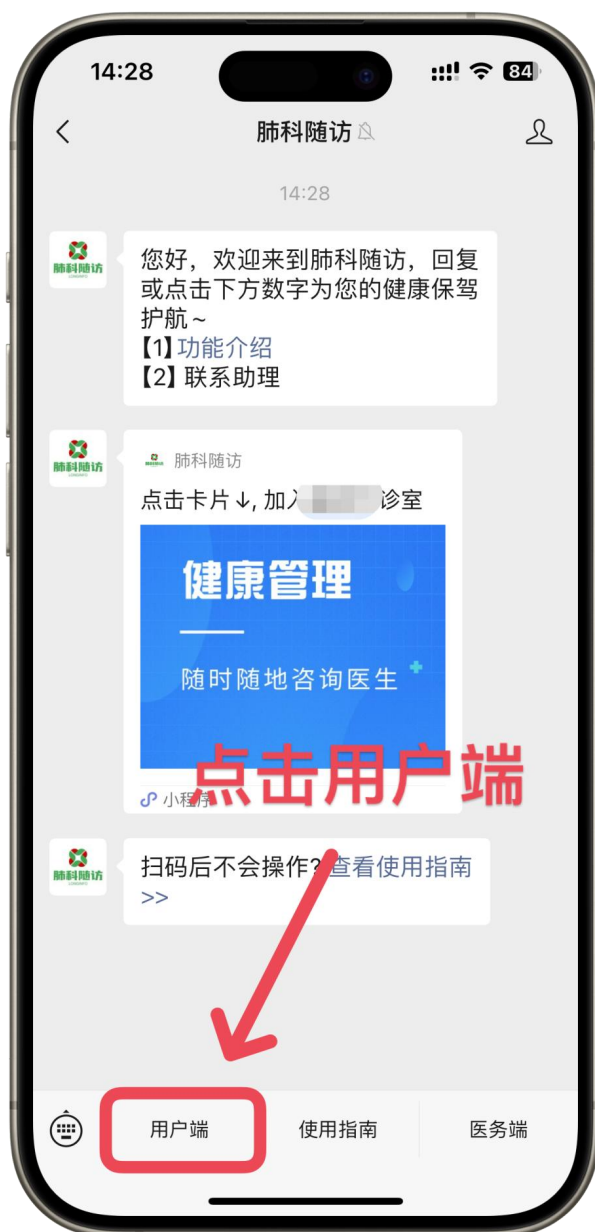 14:28
84
肺科随访
14:28
肺科随访
您好，欢迎来到肺科随访，回复
或点击下方数字为您的健康保驾
护航～
【1】功能介绍
【2】联系助理
肺科随访
肺科随访
点击卡片↓, 加入
诊室
健康管理
随时随地咨询医生
点击用户端
小程序
肺科随访
扫码后不会操作？查看使用指南
>>
用户端
使用指南
医务端